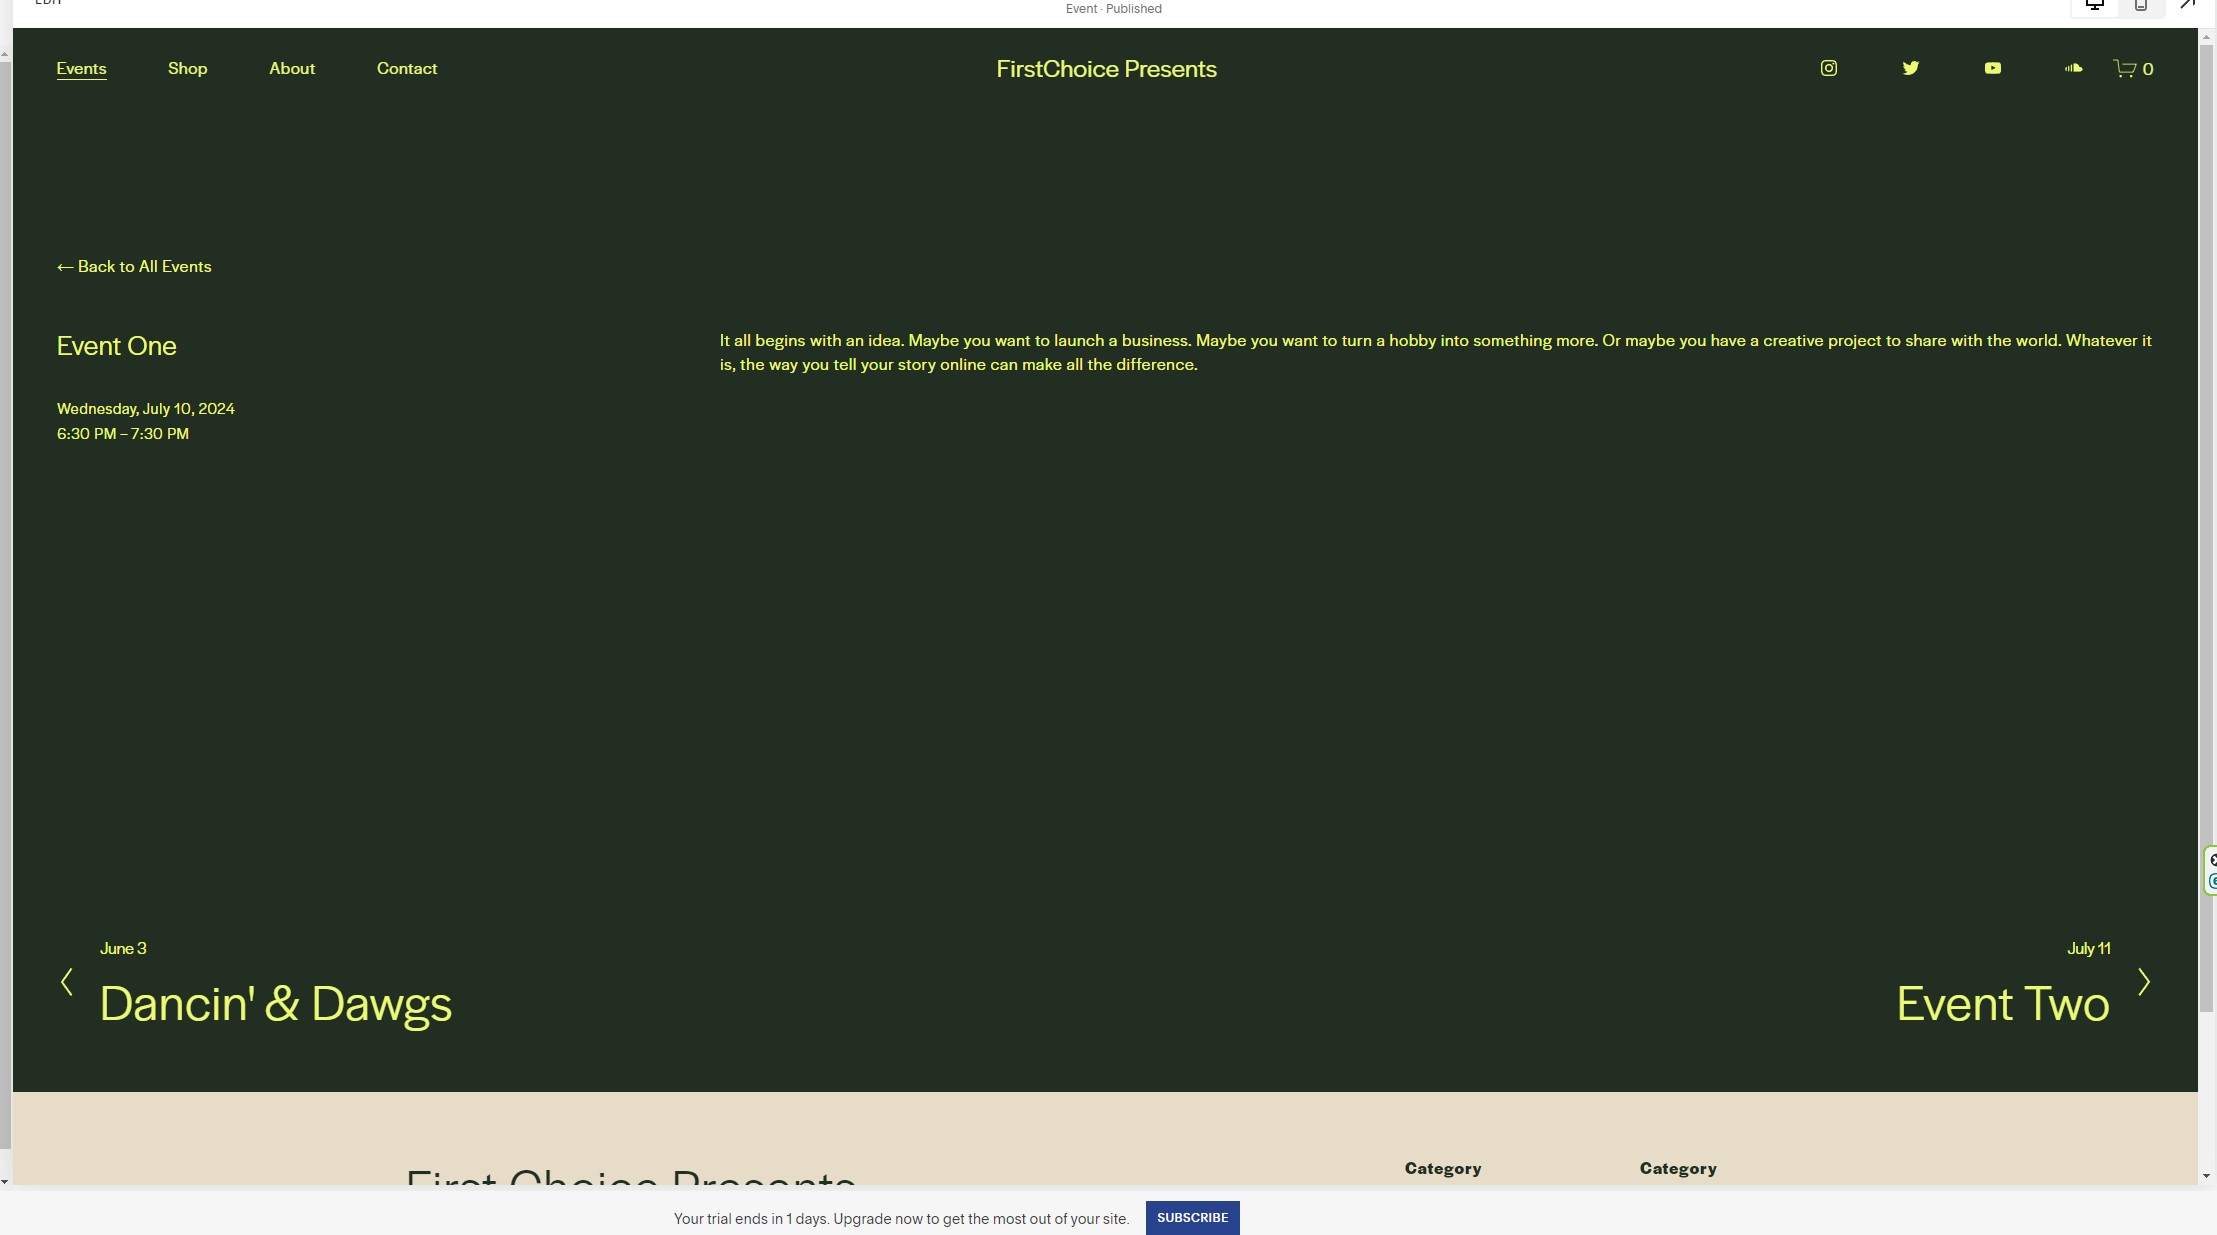 EDIT
Event · Published
Events
Shop
About
Contact
FirstChoice Presents
0
← Back to All Events
Event One
Wednesday, July 10, 2024
6:30 PM – 7:30 PM
It all begins with an idea. Maybe you want to launch a business. Maybe you want to turn a hobby into something more. Or maybe you have a creative project to share with the world. Whatever it
is, the way you tell your story online can make all the difference.
June 3
Dancin' & Dawgs
July 11
Event Two
First Choice Presents
Category
Category
Your trial ends in 1 days. Upgrade now to get the most out of your site.
SUBSCRIBE